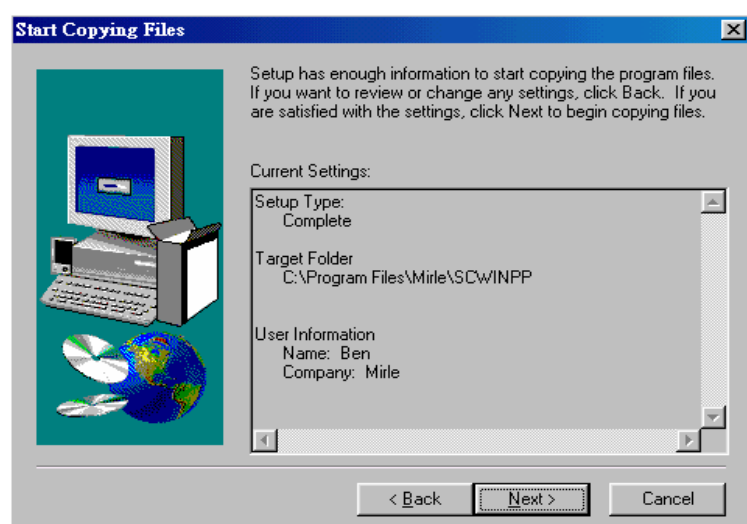 Start Copying Files
Setup has enough information to start copying the program files.
If you want to review or change any settings, click Back. If you
are satisfied with the settings, click Next to begin copying files.
Current Settings:
Setup Type:
Complete
Target Folder
C:\Program Files\Mirle\SCWINPP
User Information
Name: Ben
Company: Mirle
< Back
Next >
Cancel